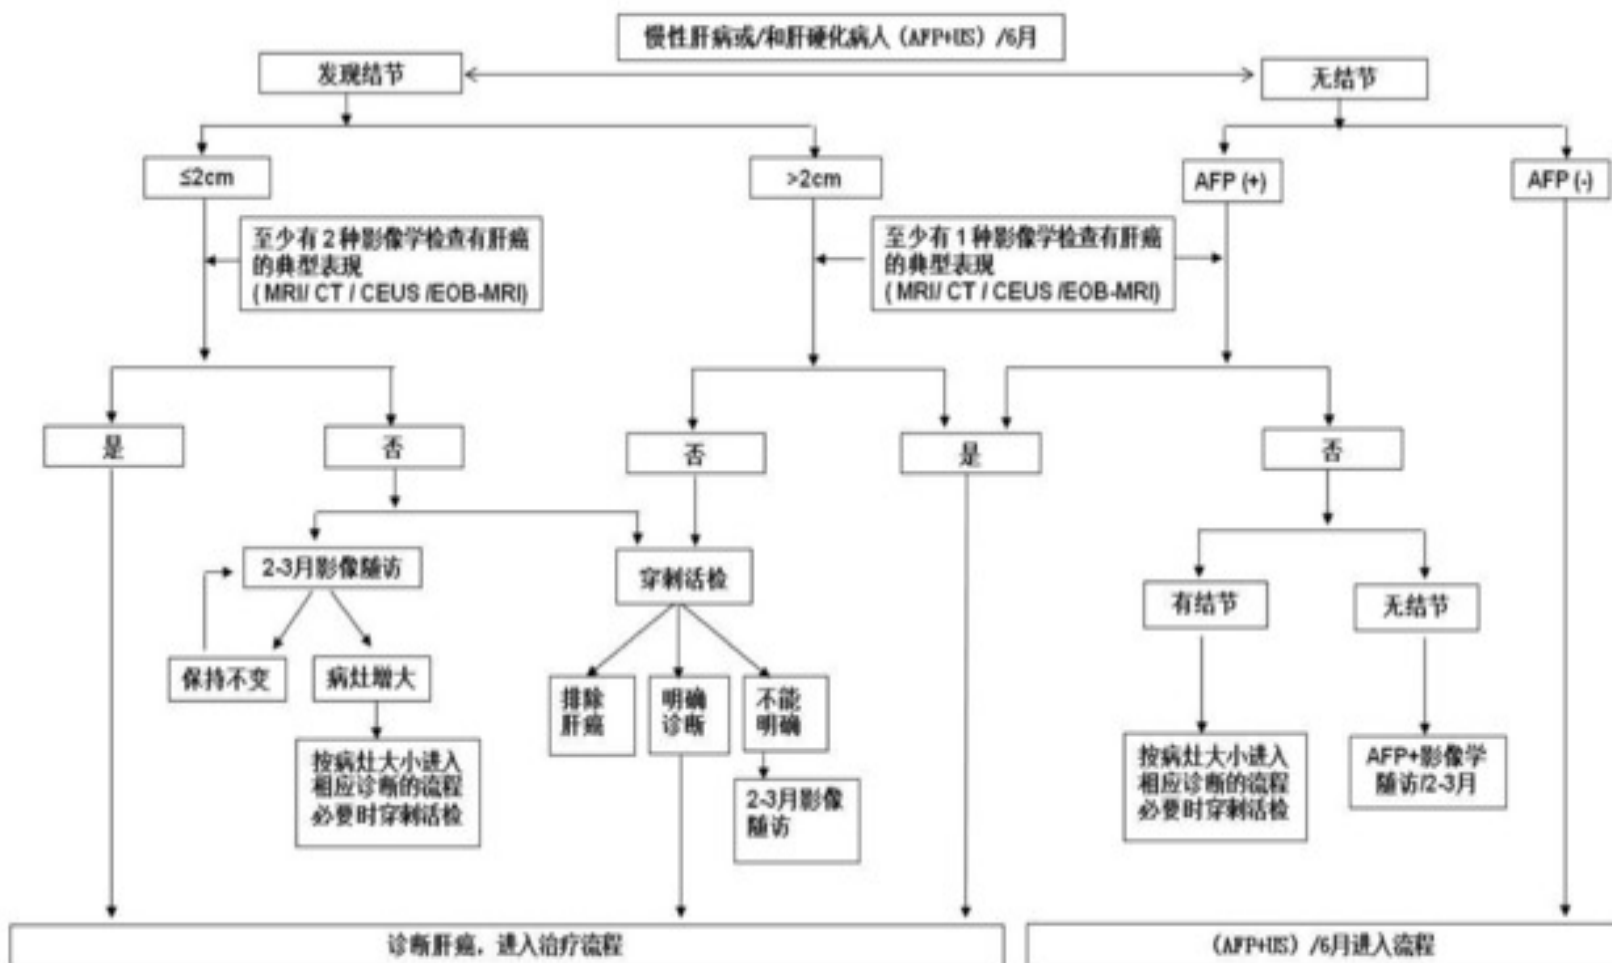 慢性肝病或/和肝硬化病人 (AFP+US) /6月
发现结节
无结节
≤2cm
>2cm
AFP (+)
AFP (-)
至少有 2 种影像学检查有肝癌
的典型表现
( MRI/ CT / CEUS /EOB-MRI)
至少有 1 种影像学检查有肝癌
的典型表现
( MRI/ CT / CEUS /EOB-MRI)
是
否
否
是
否
2-3月影像随访
穿刺活检
有结节
无结节
保持不变
病灶增大
排除
肝癌
明确
诊断
不能
明确
按病灶大小进入
相应诊断的流程
必要时穿刺活检
2-3月影像
随访
按病灶大小进入
相应诊断的流程
必要时穿刺活检
AFP+影像学
随访/2-3月
诊断肝癌，进入治疗流程
(AFP+US) /6月进入流程